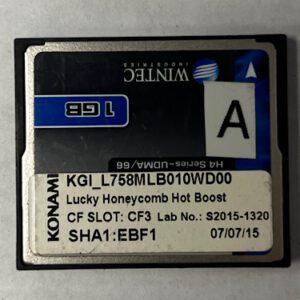 WINTEC
INDUSTRIES
1 GB
H4 Series-UDMA/66
A
KONAMI
KGI_L758MLB010WD00
Lucky Honeycomb Hot Boost
CF SLOT: CF3 Lab No.: S2015-1320
SHA1:EBF1 07/07/15